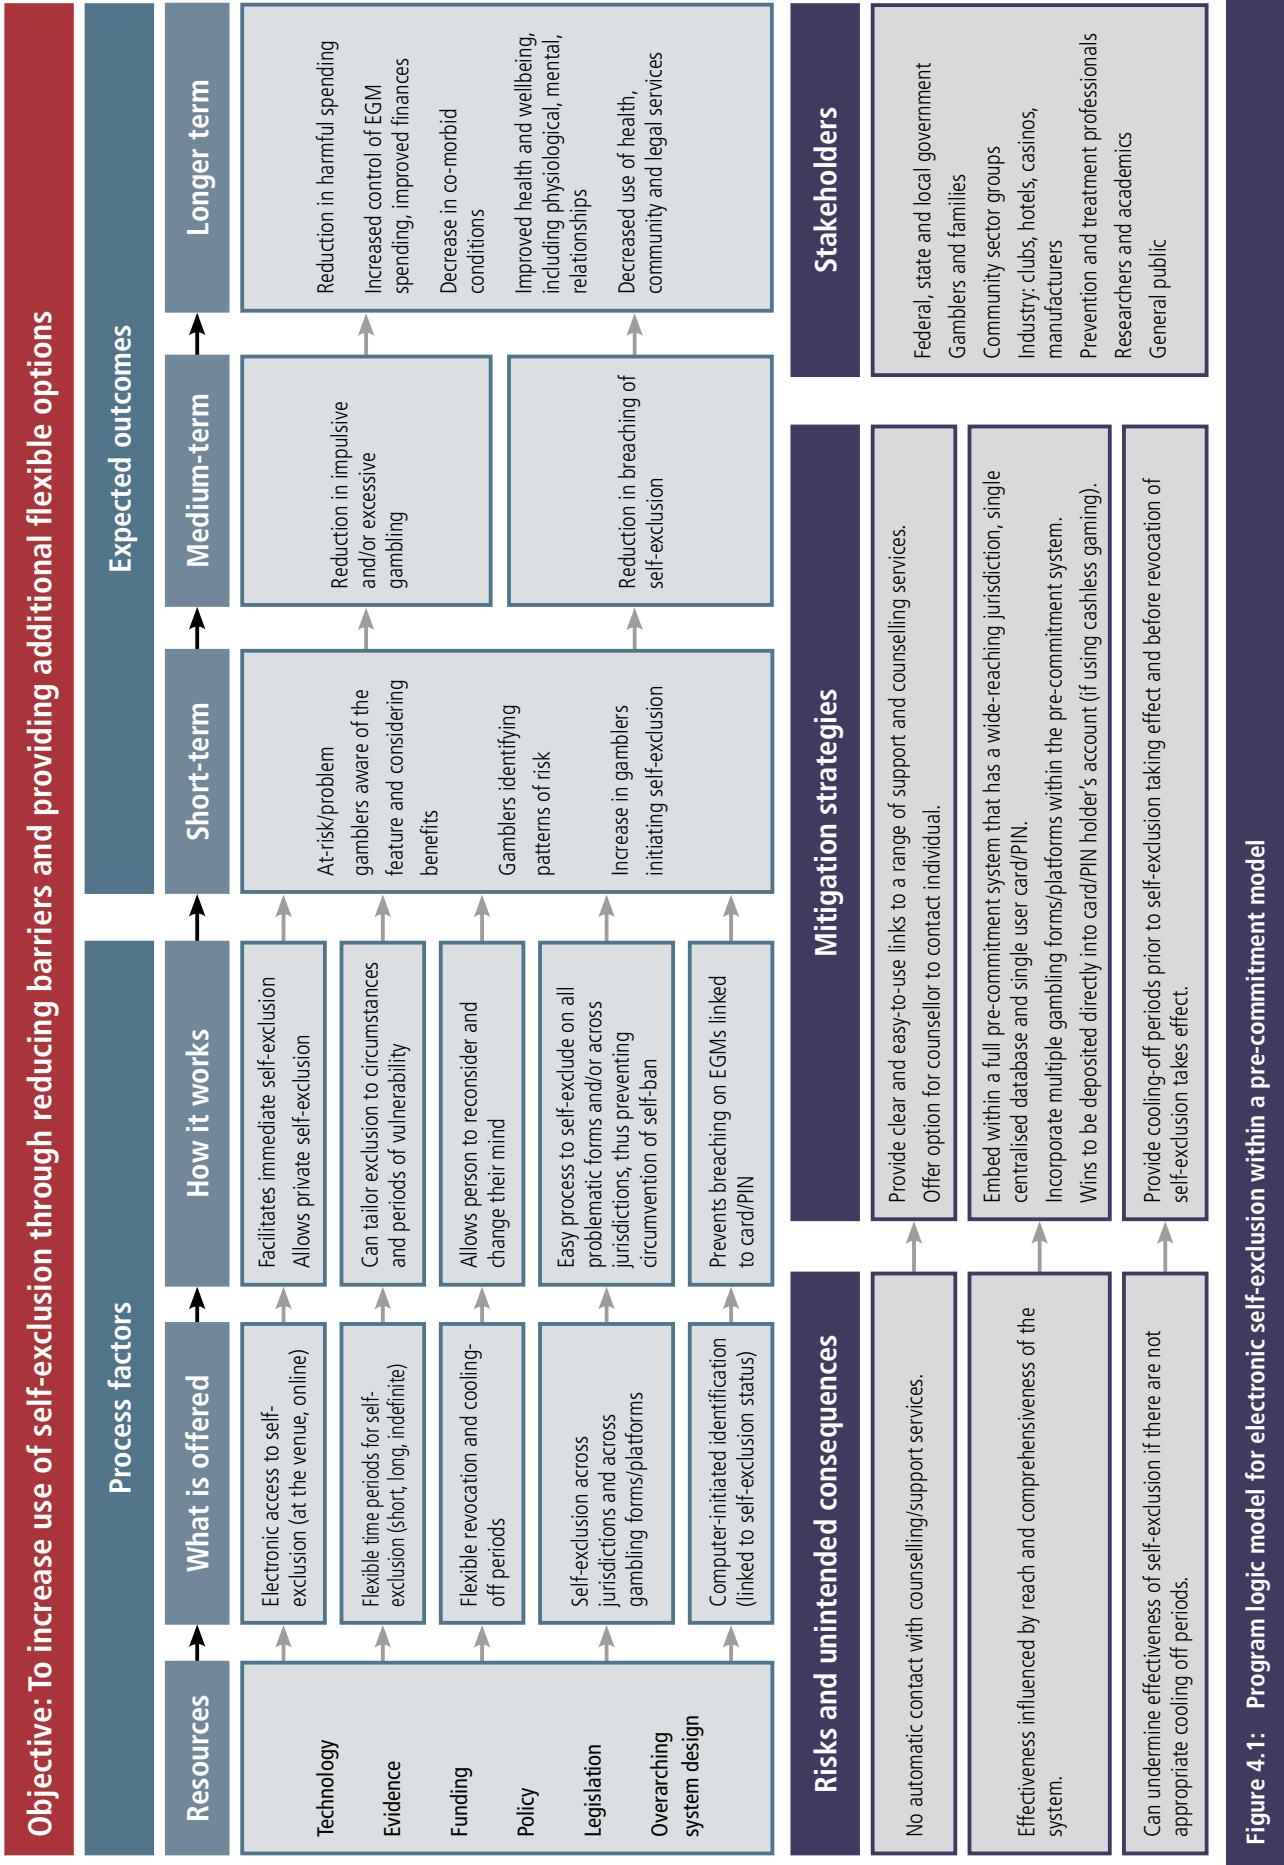 Objective: To increase use of self-exclusion through reducing barriers and providing additional flexible options
Process factors
Expected outcomes
Resources
What is offered
How it works
Short-term
Medium-term
Longer term
Technology
Evidence
Funding
Policy
Legislation
Overarching
system design
Electronic access to self-
exclusion (at the venue, online)
Flexible time periods for self-
exclusion (short, long, indefinite)
Flexible revocation and cooling-
off periods
Self-exclusion across
jurisdictions and across
gambling forms/platforms
Computer-initiated identification
(linked to self-exclusion status)
Facilitates immediate self-exclusion
Allows private self-exclusion
Can tailor exclusion to circumstances
and periods of vulnerability
Allows person to reconsider and
change their mind
Easy process to self-exclude on all
problematic forms and/or across
jurisdictions, thus preventing
circumvention of self-ban
Prevents breaching on EGMs linked
to card/PIN
At-risk/problem
gamblers aware of the
feature and considering
benefits
Gamblers identifying
patterns of risk
Increase in gamblers
initiating self-exclusion
Reduction in impulsive
and/or excessive
gambling
Reduction in breaching of
self-exclusion
Reduction in harmful spending
Increased control of EGM
spending, improved finances
Decrease in co-morbid
conditions
Improved health and wellbeing,
including physiological, mental,
relationships
Decreased use of health,
community and legal services
Risks and unintended consequences
Mitigation strategies
Stakeholders
No automatic contact with counselling/support services.
Effectiveness influenced by reach and comprehensiveness of the
system.
Can undermine effectiveness of self-exclusion if there are not
appropriate cooling off periods.
Provide clear and easy-to-use links to a range of support and counselling services.
Offer option for counsellor to contact individual.
Embed within a full pre-commitment system that has a wide-reaching jurisdiction, single
centralised database and single user card/PIN.
Incorporate multiple gambling forms/platforms within the pre-commitment system.
Wins to be deposited directly into card/PIN holder's account (if using cashless gaming).
Provide cooling-off periods prior to self-exclusion taking effect and before revocation of
self-exclusion takes effect.
Federal, state and local government
Gamblers and families
Community sector groups
Industry: clubs, hotels, casinos,
manufacturers
Prevention and treatment professionals
Researchers and academics
General public
Figure 4.1: Program logic model for electronic self-exclusion within a pre-commitment model